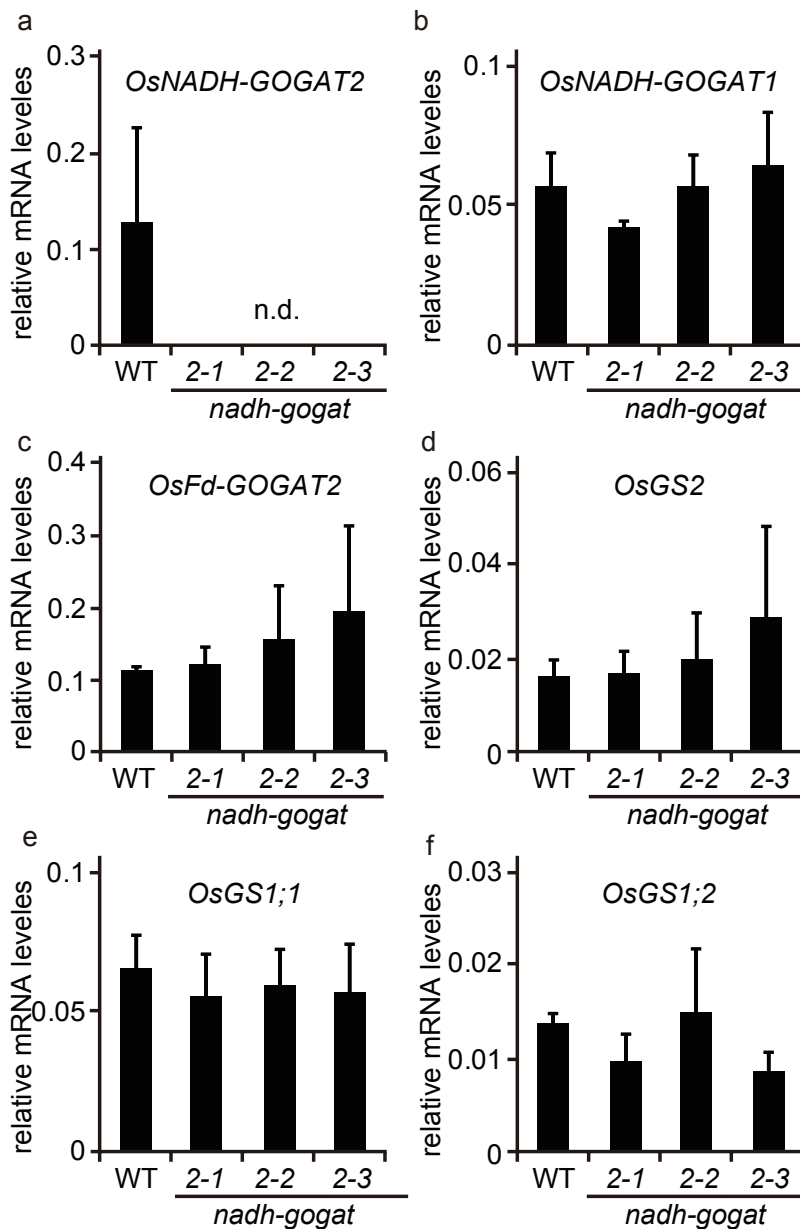 a
OsNADH-GOGAT2
relative mRNA leveles
0.3
0.2
0.1
0
n.d.
WT 2-1 2-2 2-3
nadh-gogat
b
OsNADH-GOGAT1
relative mRNA leveles
0.1
0.05
0
WT 2-1 2-2 2-3
nadh-gogat
c
OsFd-GOGAT2
relative mRNA leveles
0.4
0.3
0.2
0.1
0
WT 2-1 2-2 2-3
nadh-gogat
d
OsGS2
relative mRNA leveles
0.06
0.04
0.02
0
WT 2-1 2-2 2-3
nadh-gogat
e
OsGS1;1
relative mRNA leveles
0.1
0.05
0
WT 2-1 2-2 2-3
nadh-gogat
f
OsGS1;2
relative mRNA leveles
0.03
0.02
0.01
0
WT 2-1 2-2 2-3
nadh-gogat